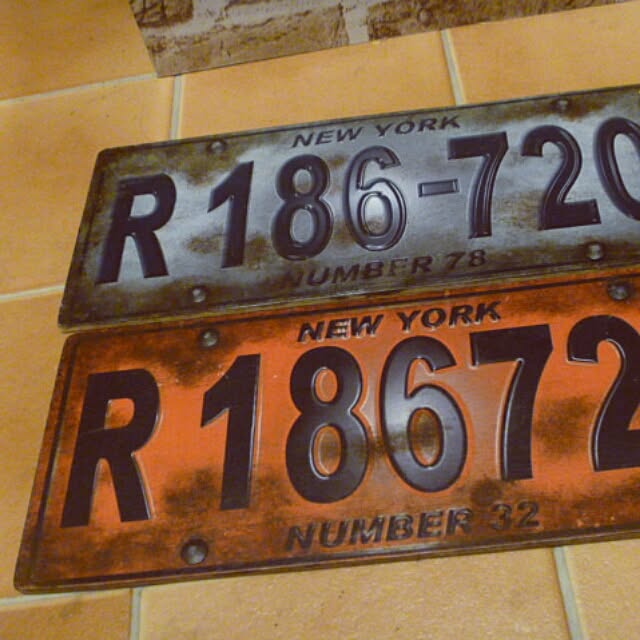 NEW YORK
R186-720
NUMBER 78
NEW YORK
R18672
NUMBER 32